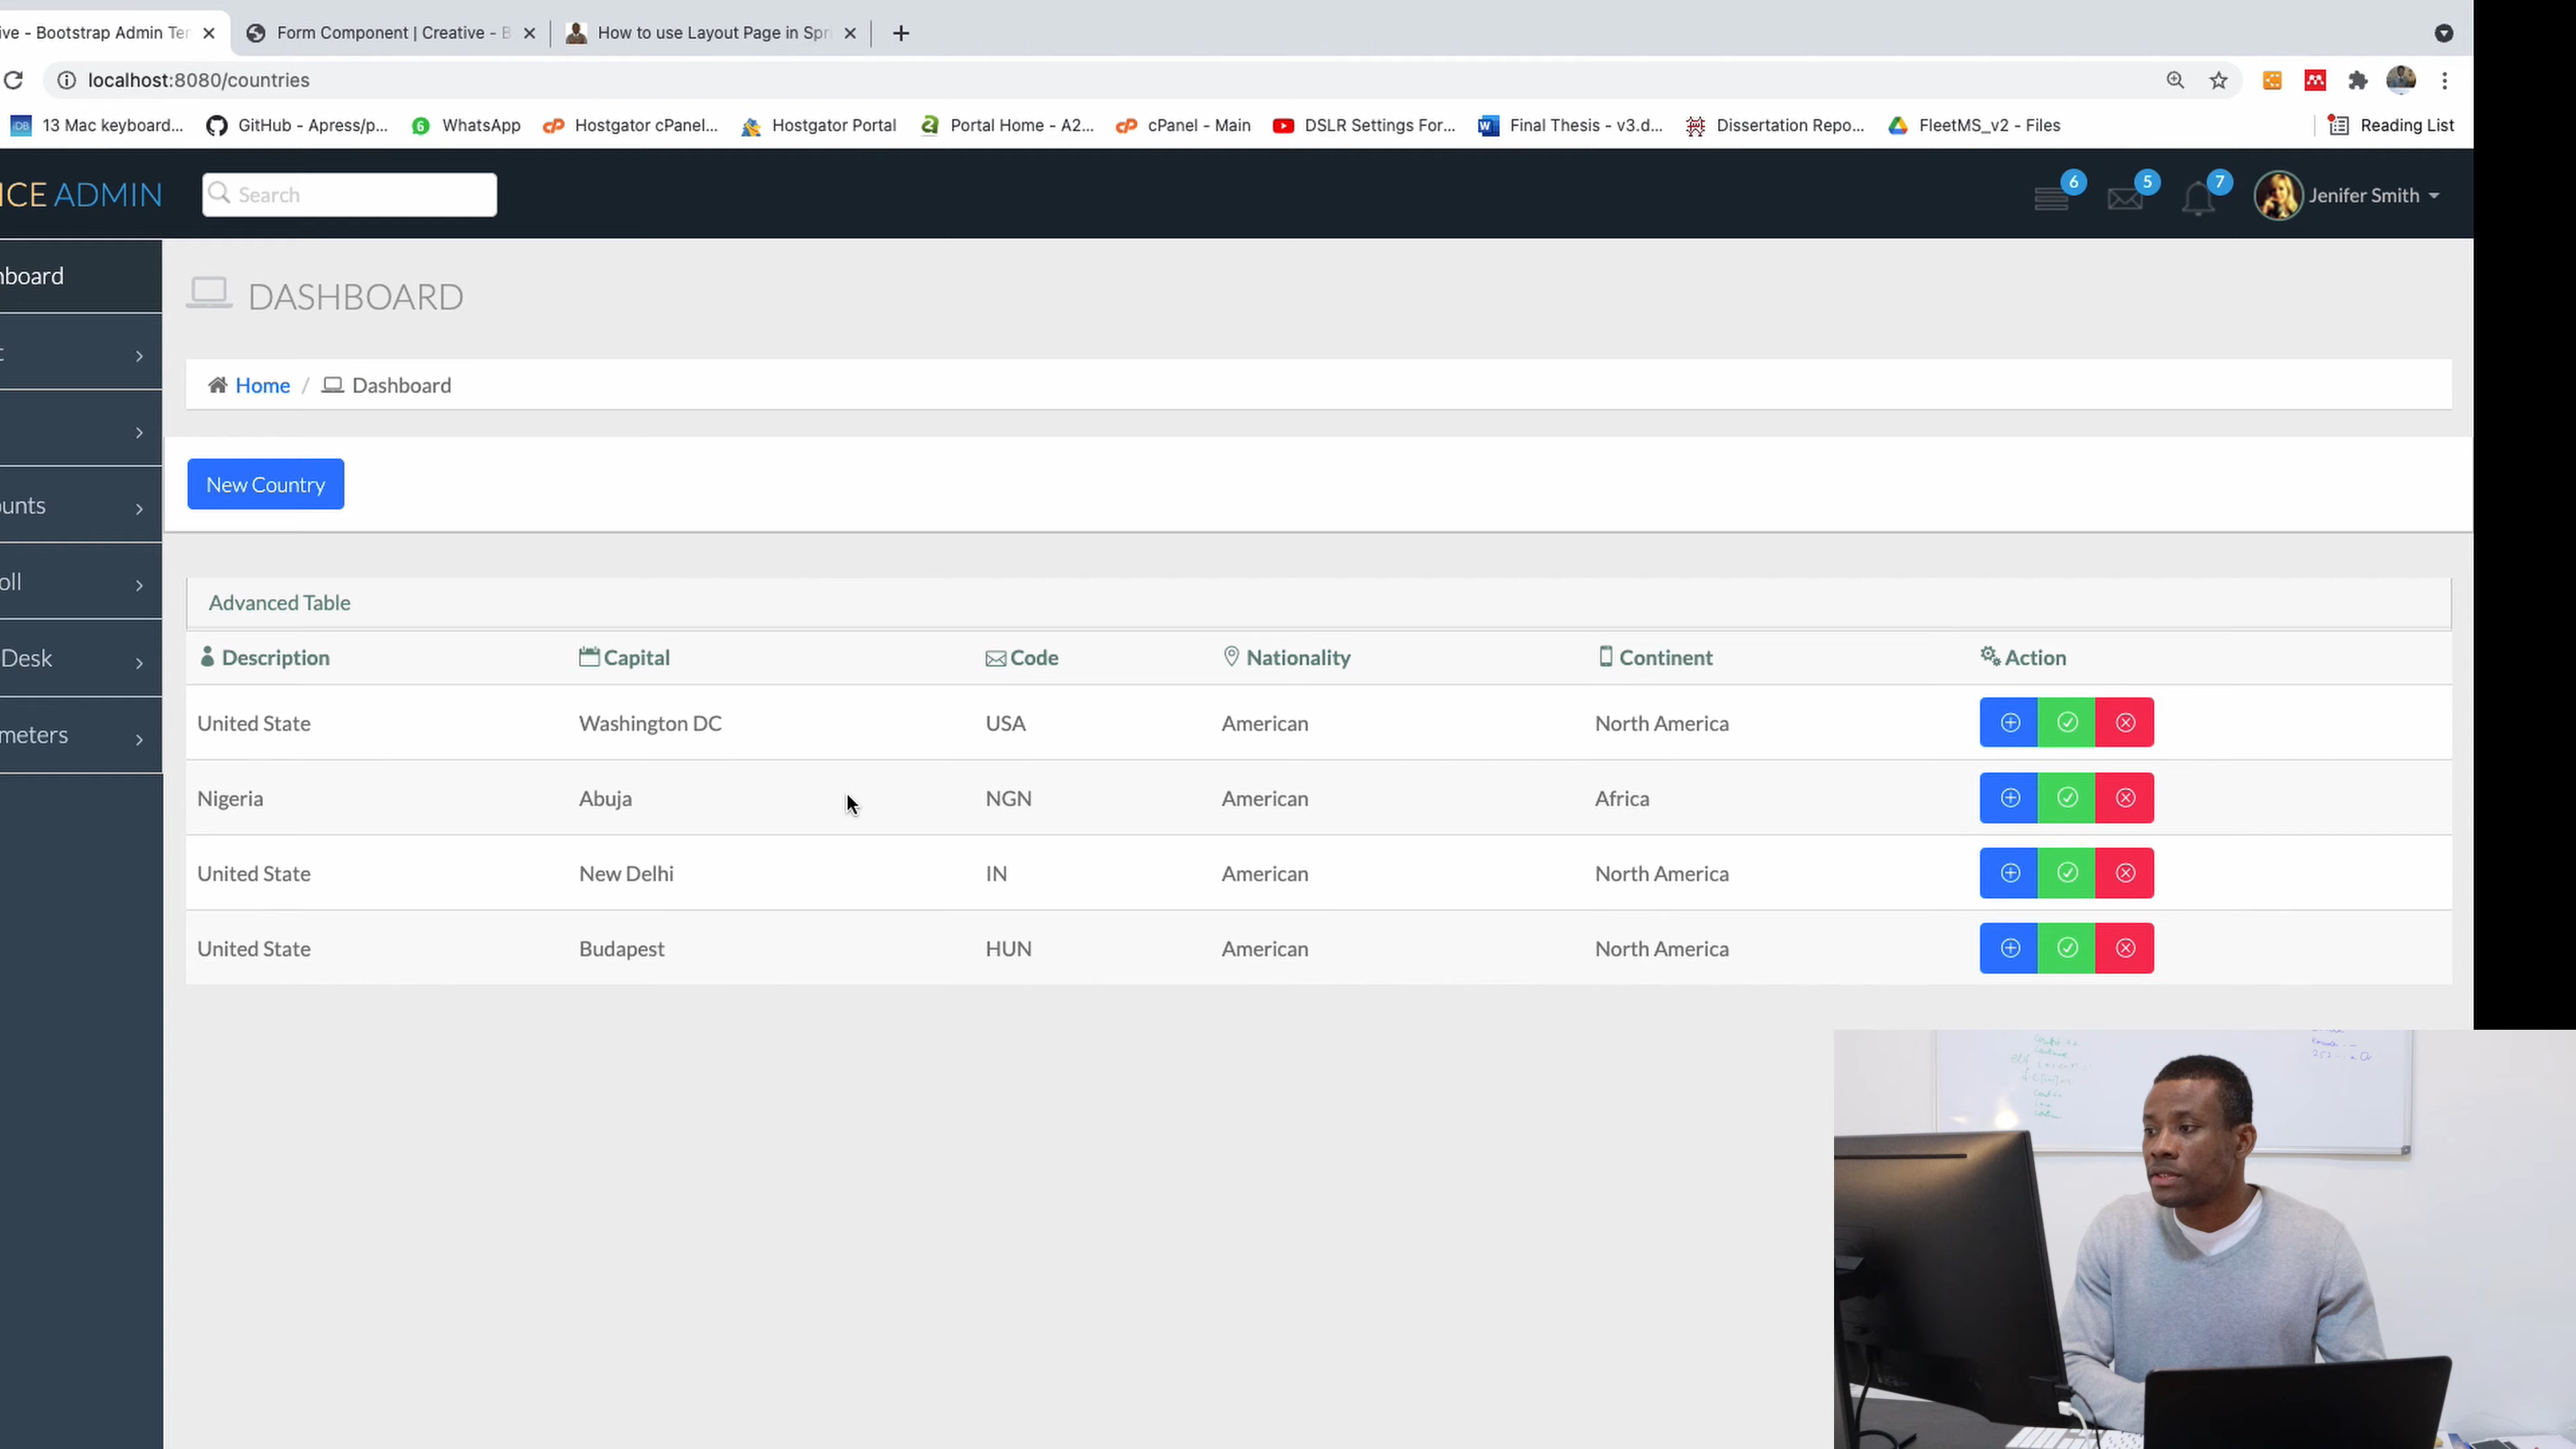 ive - Bootstrap Admin Ter
Form Component | Creative - B
How to use Layout Page in Spri
localhost:8080/countries
13 Mac keyboard...
GitHub - Apress/p...
WhatsApp
Hostgator cPanel...
Hostgator Portal
Portal Home - A2...
cPanel - Main
DSLR Settings For...
Final Thesis - v3.d...
Dissertation Repo...
FleetMS_v2 - Files
Reading List
ICE ADMIN
Search
6
5
7
Jenifer Smith
hboard
t
unts
oll
Desk
meters
DASHBOARD
Home / Dashboard
New Country
Advanced Table
Description Capital Code Nationality Continent Action
United State Washington DC USA American North America
Nigeria Abuja NGN American Africa
United State New Delhi IN American North America
United State Budapest HUN American North America